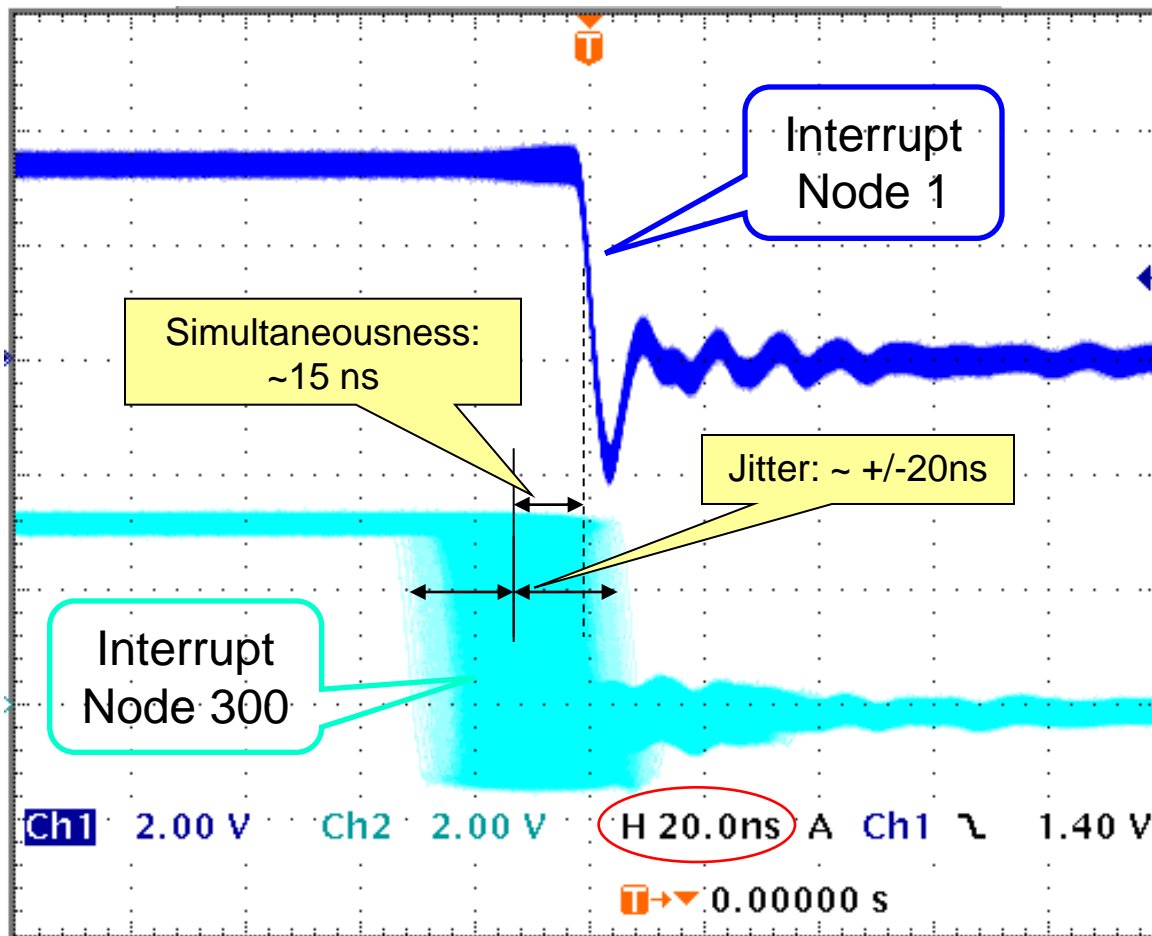 T
Interrupt
Node 1
Simultaneousness:
~15 ns
Jitter: ~ +/-20ns
Interrupt
Node 300
Ch1 2.00 V Ch2 2.00 V H 20.0ns A Ch1 1.40 V
T 0.00000 s